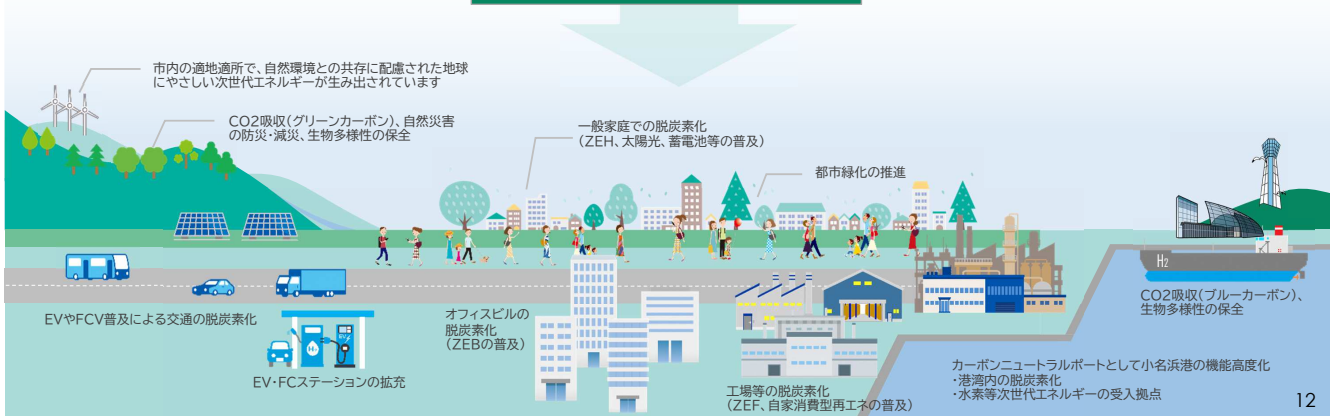 市内の適地適所で、自然環境との共存に配慮された地球
にやさしい次世代エネルギーが生み出されています
CO2吸収(グリーンカーボン)、自然災害
の防災・減災、生物多様性の保全
一般家庭での脱炭素化
(ZEH、太陽光、蓄電池等の普及)
都市緑化の推進
H2
CO2吸収(ブルーカーボン)、
生物多様性の保全
EVやFCV普及による交通の脱炭素化
H2
EV・FCステーションの拡充
オフィスビルの
脱炭素化
(ZEBの普及)
工場等の脱炭素化
(ZEF、自家消費型再エネの普及)
カーボンニュートラルポートとして小名浜港の機能高度化
・港湾内の脱炭素化
・水素等次世代エネルギーの受入拠点
12